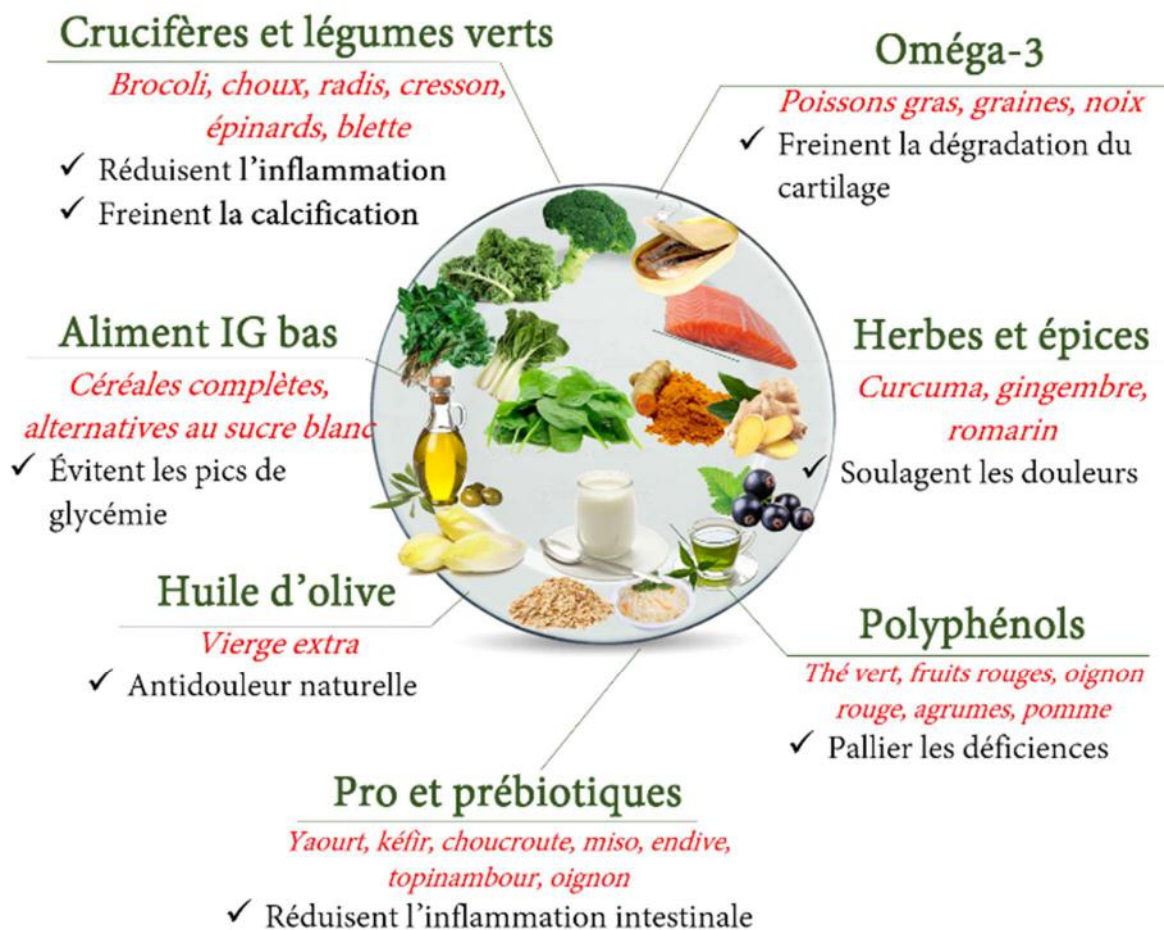 Crucifères et légumes verts
Brocoli, choux, radis, cresson,
épinards, blette
✓ Réduisent l'inflammation
✓ Freinent la calcification
Oméga-3
Poissons gras, graines, noix
✓ Freinent la dégradation du
cartilage
Aliment IG bas
Céréales complètes,
alternatives au sucre blanc
✓ Évitent les pics de
glycémie
Herbes et épices
Curcuma, gingembre,
romarin
✓ Soulagent les douleurs
Huile d'olive
Vierge extra
✓ Antidouleur naturelle
Polyphénols
Thé vert, fruits rouges, oignon
rouge, agrumes, pomme
✓ Pallier les déficiences
Pro et prébiotiques
Yaourt, kéfir, choucroute, miso, endive,
topinambour, oignon
✓ Réduisent l'inflammation intestinale